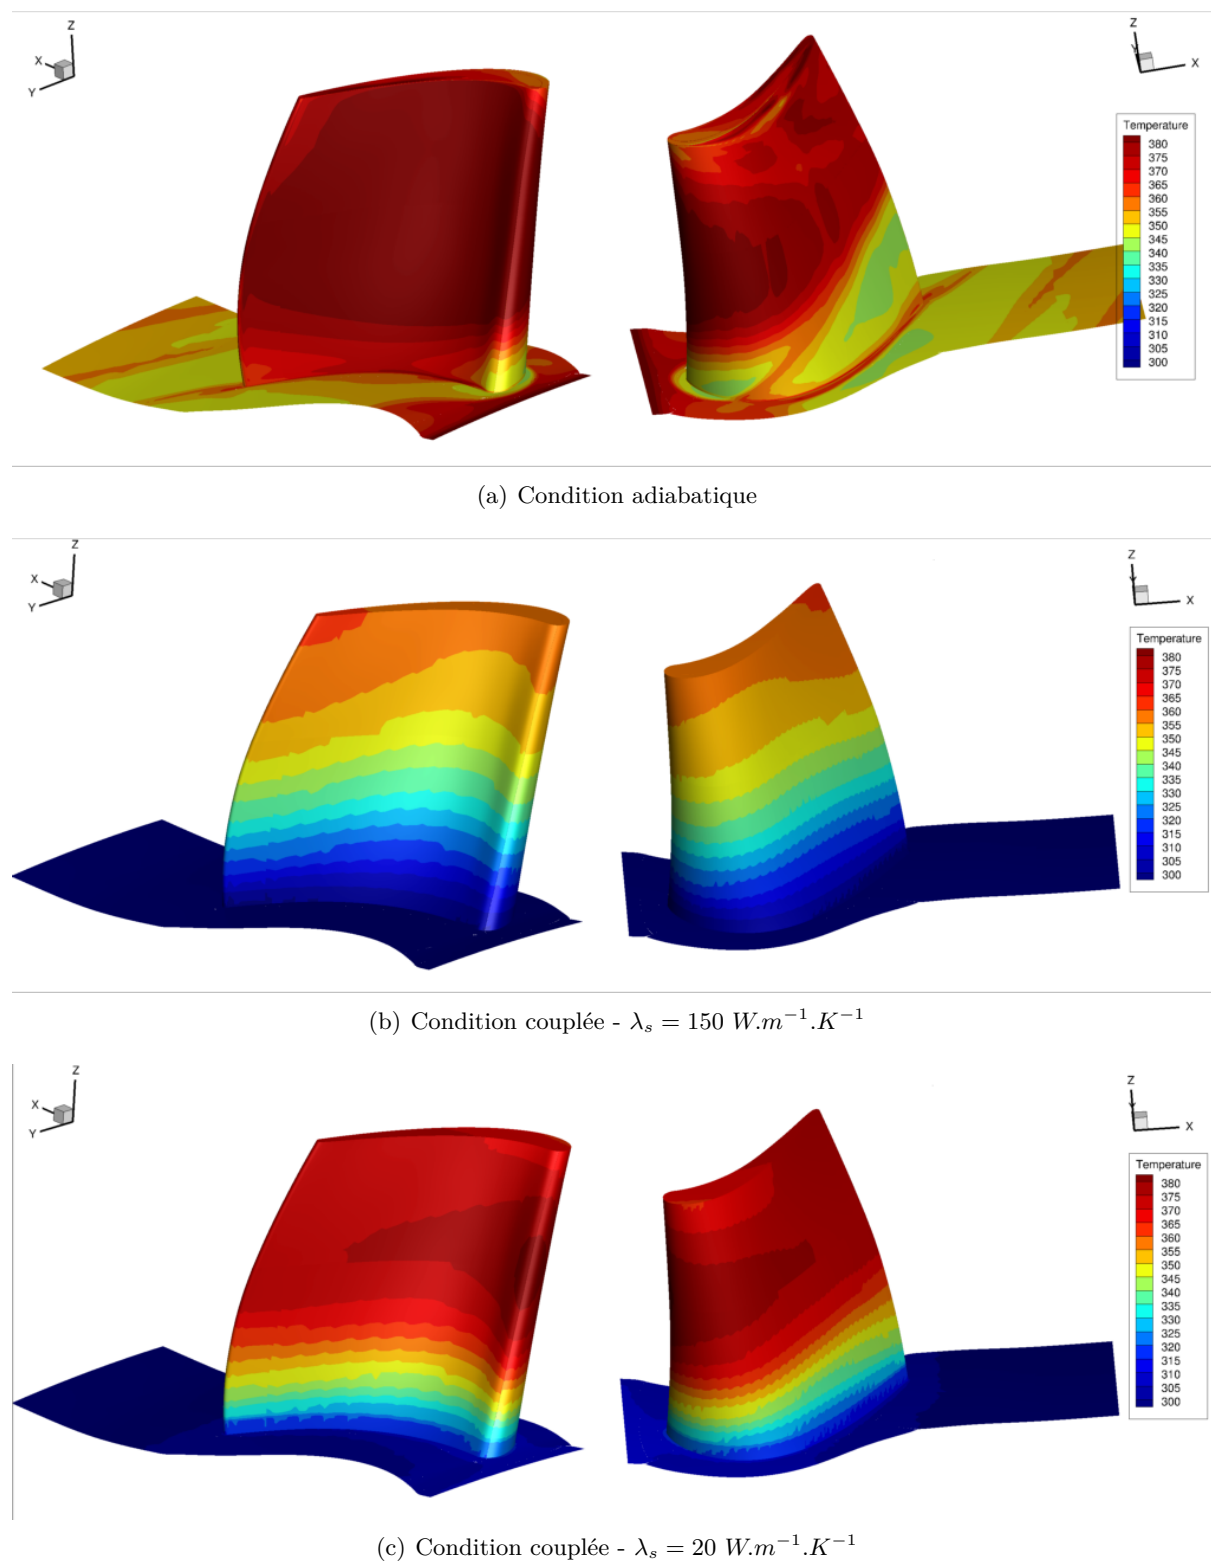 Z
X
Y
Z
Y
X
Temperature
380
375
370
365
360
355
350
345
340
335
330
325
320
315
310
305
300
(a) Condition adiabatique
Z
X
Y
Z
X
Temperature
380
375
370
365
360
355
350
345
340
335
330
325
320
315
310
305
300
(b) Condition couplée - λₛ = 150 W.m⁻¹.K⁻¹
Z
X
Y
Z
X
Temperature
380
375
370
365
360
355
350
345
340
335
330
325
320
315
310
305
300
(c) Condition couplée - λₛ = 20 W.m⁻¹.K⁻¹